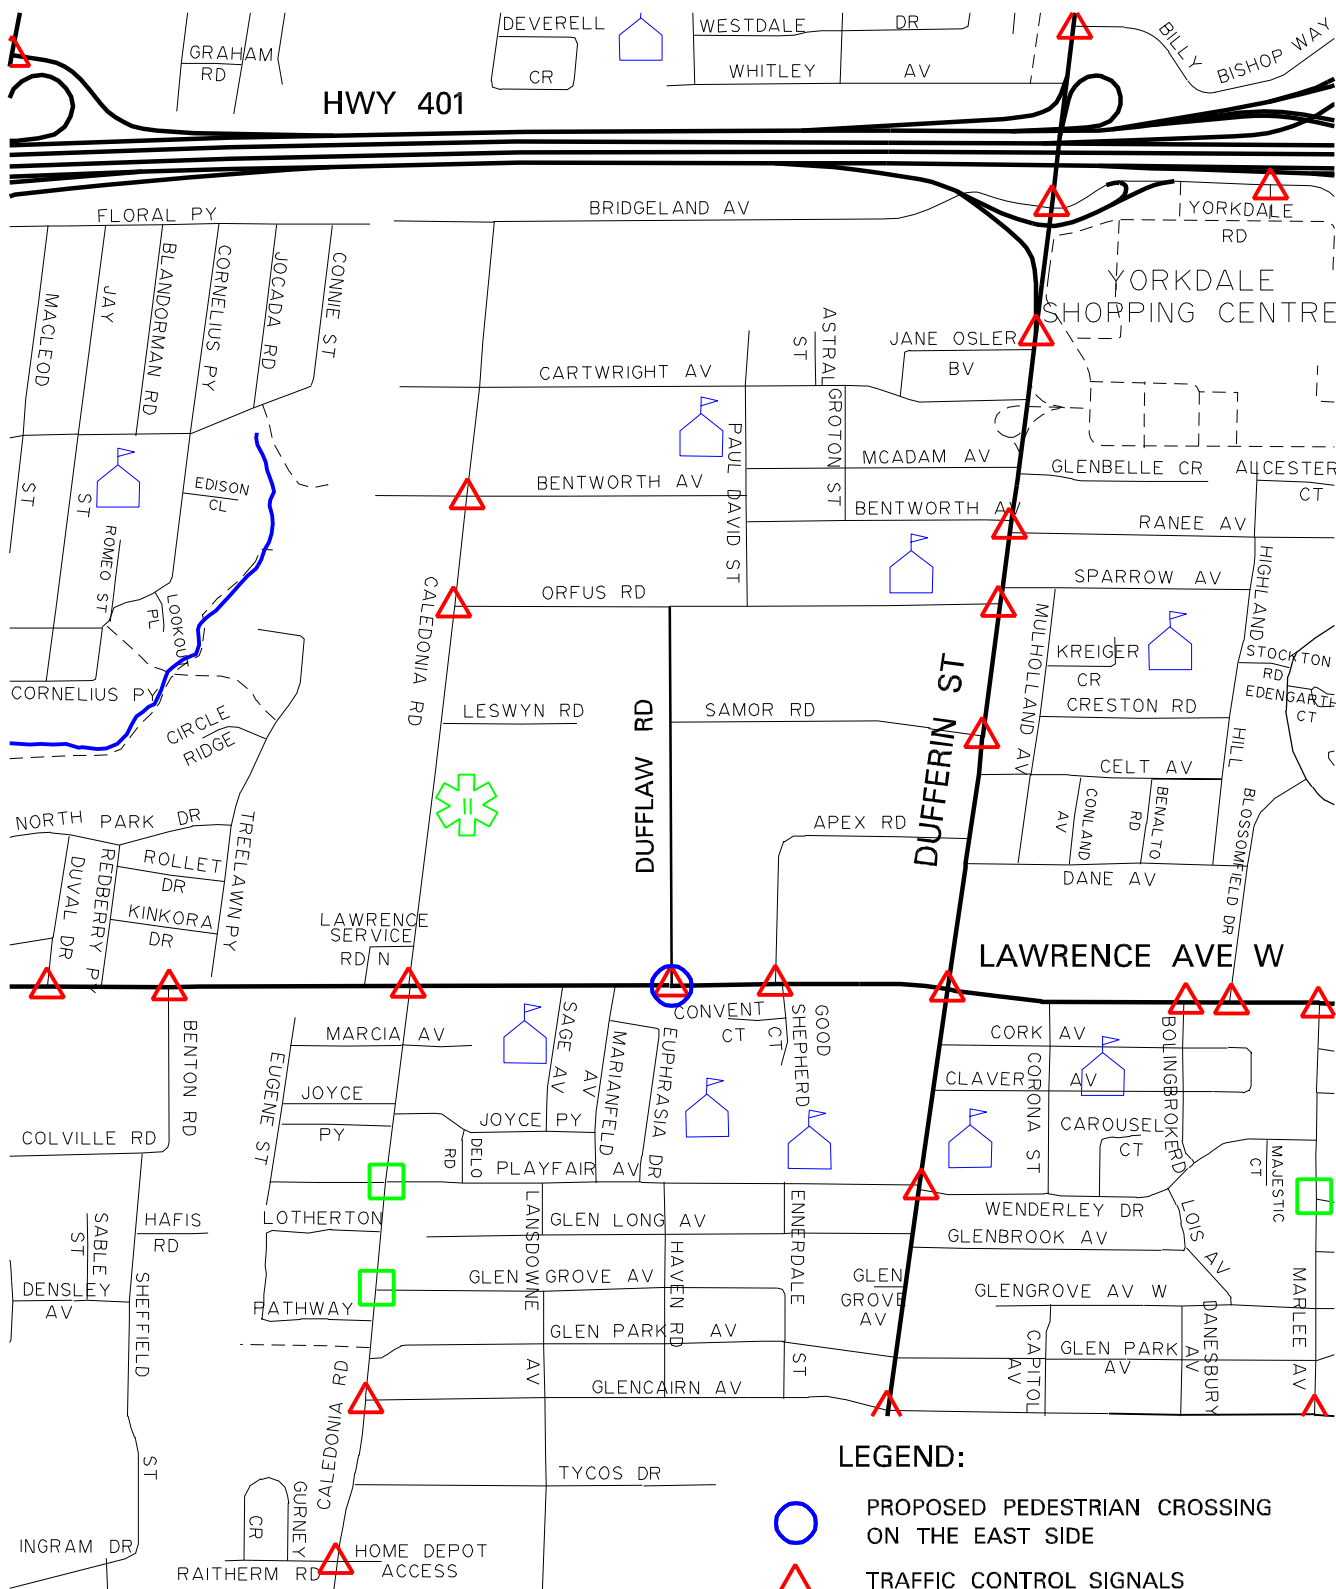 DEVERELL
CR
WESTDALE DR
WHITLEY AV
BILLY BISHOP WAY
GRAHAM
RD
HWY 401
FLORAL PY
BRIDGELAND AV
YORKDALE
RD
YORKDALE
SHOPPING CENTRE
MACLEOD ST
JAY ST
BLANDORMAN RD
CORNELIUS PY
JOCADA RD
CONNIE ST
ASTRAL
ST
JANE OSLER
BV
CARTWRIGHT AV
GROTON ST
PAUL DAVID ST
MCADAM AV
GLENBELLE CR
ALCESTER
CT
EDISON
CL
BENTWORTH AV
BENTWORTH AV
RANEE AV
ROMEO ST
LOOKOUT
PL
CALEDONIA RD
ORFUS RD
SPARROW AV
HIGHLAND HILL
MULHOLLAND AV
KREIGER
CR
STOCKTON
RD
EDENGARTH
CT
CORNELIUS PY
CIRCLE
RIDGE
LESWYN RD
DUFFLAW RD
SAMOR RD
DUFFERIN ST
CRESTON RD
CELT AV
CONLAND
AV
BENALTO
RD
BLOSSOMFIELD DR
NORTH PARK DR
TREELAWN PY
ROLLET
DR
DUVAL DR
REDBERRY PY
KINKORA
DR
APEX RD
DANE AV
LAWRENCE
SERVICE
RD N
LAWRENCE AVE W
BENTON RD
EUGENE ST
MARCIA AV
SAGE AV
MARIANFELD
AV
EUPHRASIA DR
CONVENT
CT
GOOD
SHEPHERD
CT
CORK AV
CLAVER AV
CORONA ST
BOLINGBROKE RD
CAROUSEL
CT
MAJESTIC
CT
JOYCE
PY
JOYCE PY
DELO
RD
COLVILLE RD
PLAYFAIR AV
WENDERLEY DR
LOIS AV
SABLE
ST
HAFIS
RD
LOTHERTON
PATHWAY
LANSDOWNE AV
GLEN LONG AV
HAVEN RD
ENNERDALE ST
GLENBROOK AV
DENSLEY
AV
SHEFFIELD ST
GLEN GROVE AV
GLEN
GROVE
AV
GLENGROVE AV W
MARLEE AV
GLEN PARK AV
CAPITOL
AV
GLEN PARK
AV
DANESBURY
AV
CALEDONIA RD
GLENCAIRN AV
TYCOS DR
GURNEY
CR
INGRAM DR
RAITHERM RD
HOME DEPOT
ACCESS
LEGEND:
PROPOSED PEDESTRIAN CROSSING
ON THE EAST SIDE
TRAFFIC CONTROL SIGNALS